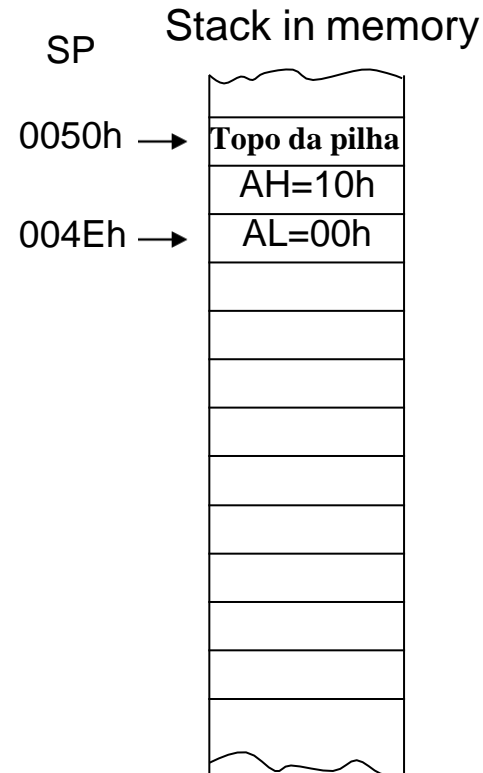 Stack in memory
SP
0050h
Topo da pilha
AH=10h
004Eh
AL=00h